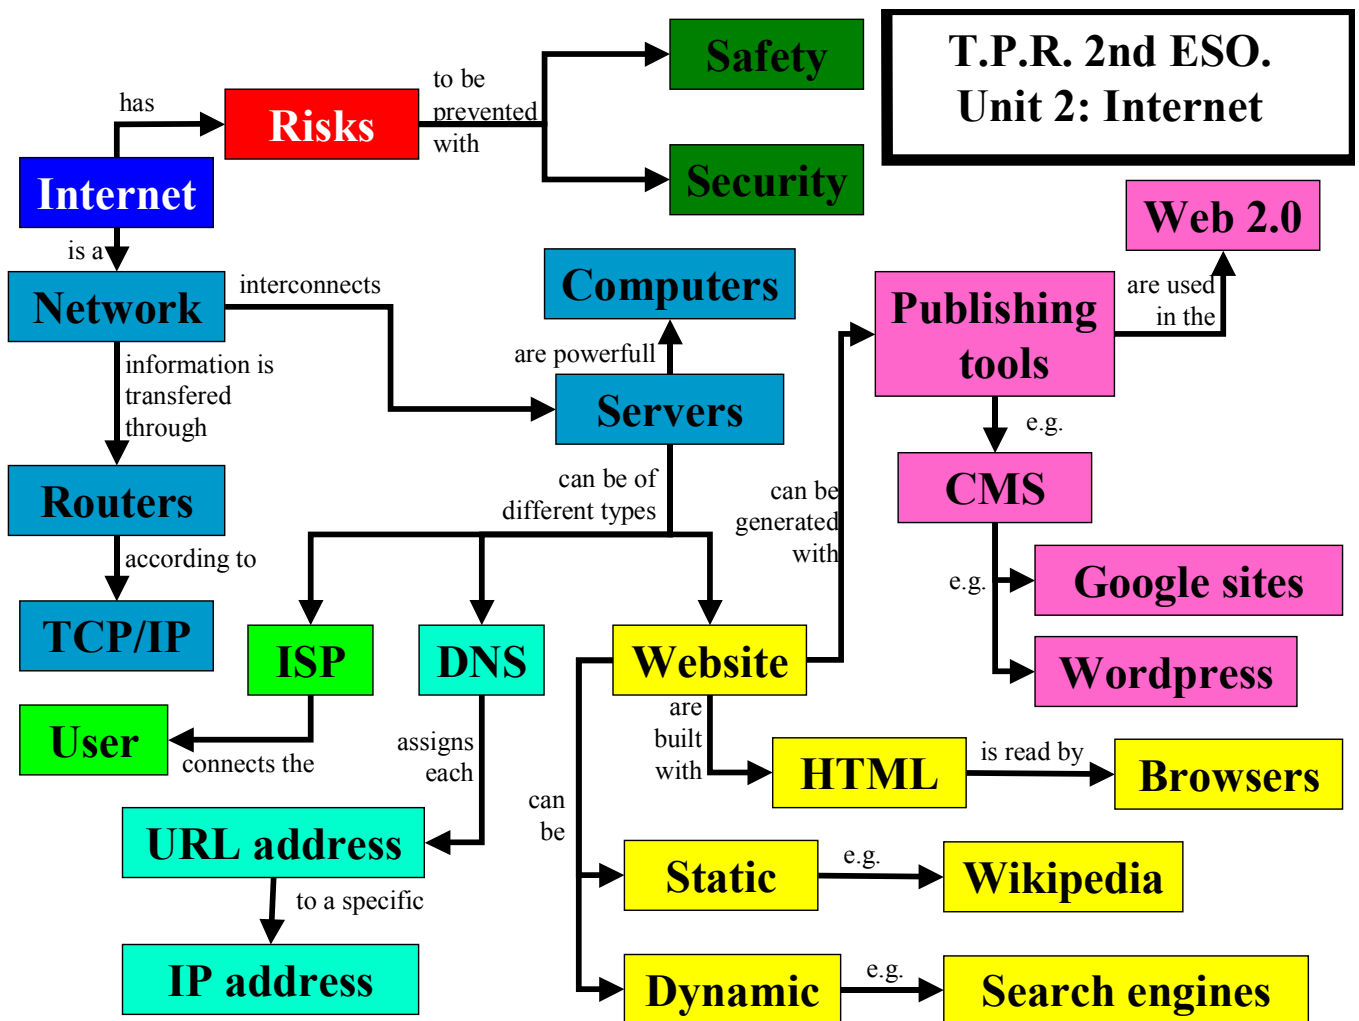 T.P.R. 2nd ESO.
Unit 2: Internet
Safety
to be
prevented
with
has
Risks
Security
Internet
Web 2.0
is a
Network
interconnects
Computers
are powerfull
Servers
Publishing
tools
are used
in the
information is
transfered
through
e.g.
CMS
Routers
can be of
different types
can be
generated
with
according to
e.g.
Google sites
TCP/IP
ISP
DNS
Website
Wordpress
User
connects the
assigns
each
are
built
with
HTML
is read by
Browsers
can
be
URL address
Static
e.g.
Wikipedia
to a specific
IP address
Dynamic
e.g.
Search engines